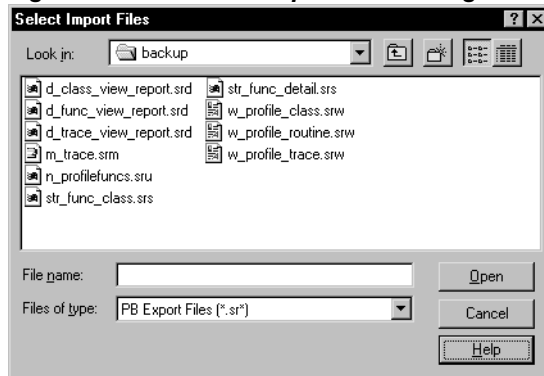 Select Import Files
Look in: backup
d_class_view_report.srd
d_func_view_report.srd
d_trace_view_report.srd
m_trace.srm
n_profilefuncs.sru
str_func_class.srs
str_func_detail.srs
w_profile_class.srw
w_profile_routine.srw
w_profile_trace.srw
File name:
Open
Files of type: PB Export Files (*.sr*)
Cancel
Help